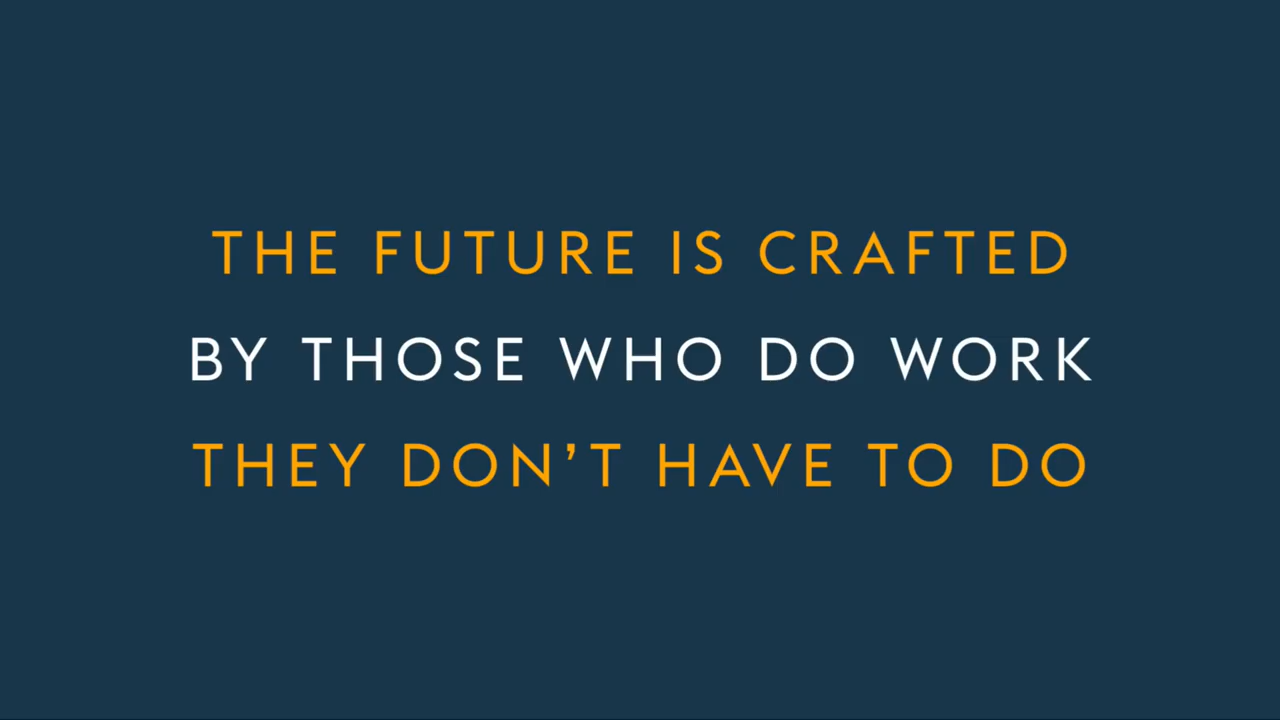 THE FUTURE IS CRAFTED
BY THOSE WHO DO WORK
THEY DON’T HAVE TO DO